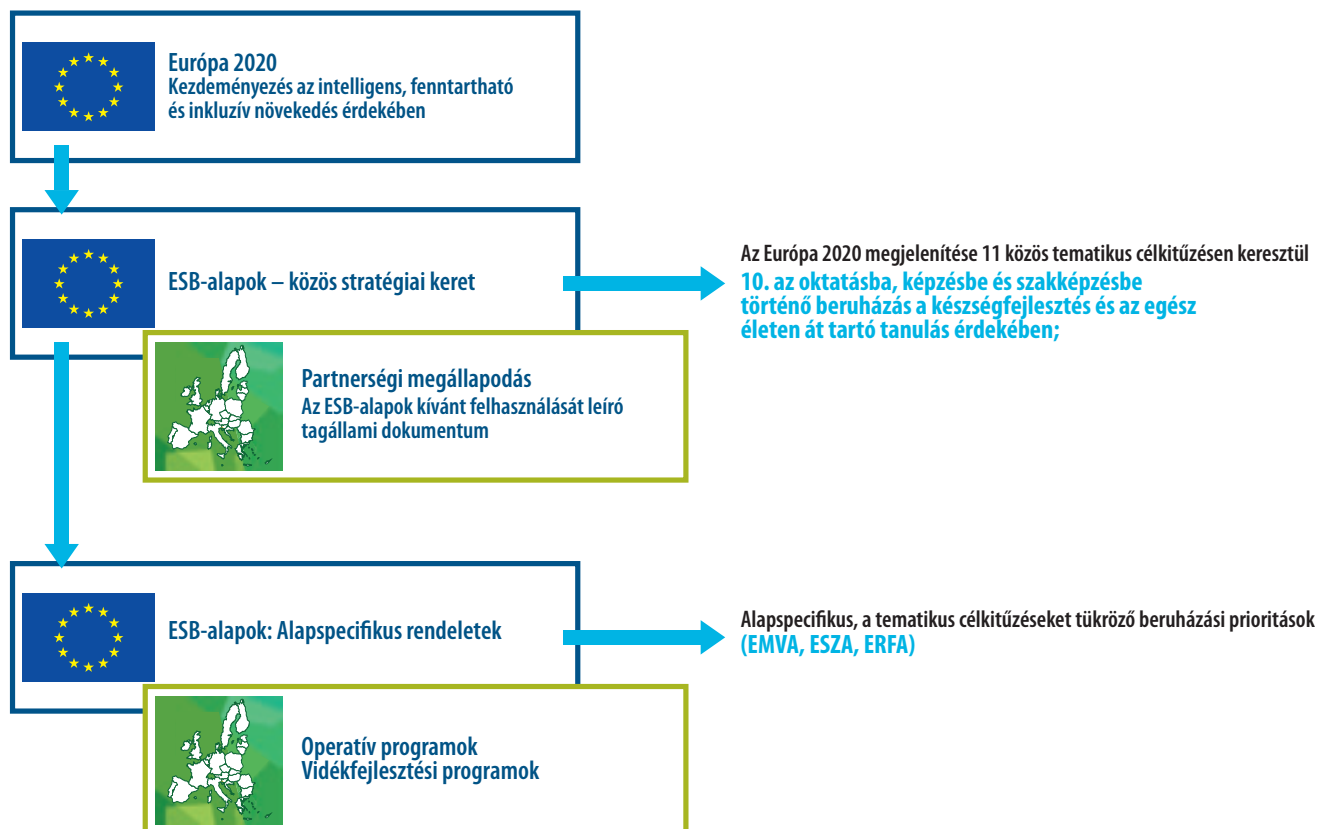 Európa 2020
Kezdeményezés az intelligens, fenntartható
és inkluzív növekedés érdekében
ESB-alapok – közös stratégiai keret
Az Európa 2020 megjelenítése 11 közös tematikus célkitűzésen keresztül
10. az oktatásba, képzésbe és szakképzésbe
történő beruházás a készségfejlesztés és az egész
életen át tartó tanulás érdekében;
Partnerségi megállapodás
Az ESB-alapok kívánt felhasználását leíró
tagállami dokumentum
ESB-alapok: Alapspecifikus rendeletek
Alapspecifikus, a tematikus célkitűzéseket tükröző beruházási prioritások
(EMVA, ESZA, ERFA)
Operatív programok
Vidékfejlesztési programok